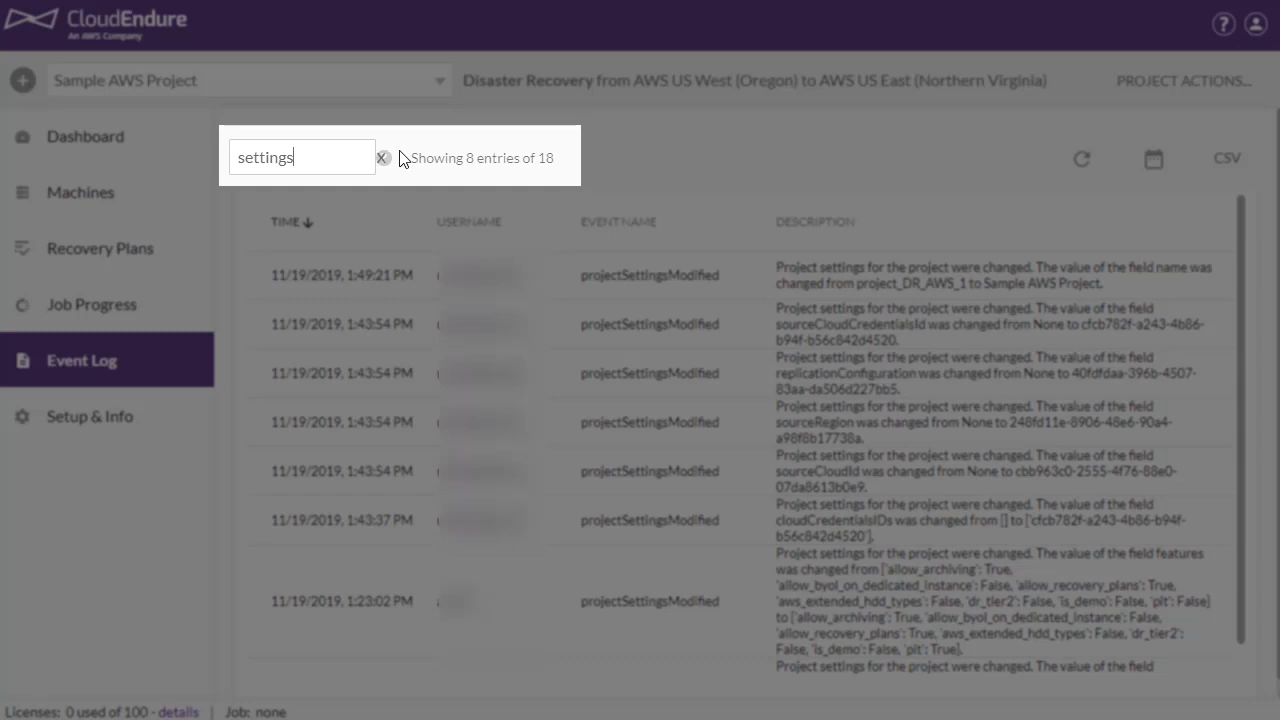 CloudEndure
An AWS Company
?
Sample AWS Project
Disaster Recovery from AWS US West (Oregon) to AWS US East (Northern Virginia)
PROJECT ACTIONS...
Dashboard
Machines
Recovery Plans
Job Progress
Event Log
Setup & Info
settings
X
Showing 8 entries of 18
CSV
TIME USERNAME EVENT NAME DESCRIPTION
11/19/2019, 1:49:21 PM projectSettingsModified
Project settings for the project were changed. The value of the field name was
changed from project_DR_AWS_1 to Sample AWS Project.
11/19/2019, 1:43:54 PM projectSettingsModified
Project settings for the project were changed. The value of the field
sourceCloudCredentialsId was changed from None to cfcb782f-a243-4b86-
b94f-b56c842d4520.
11/19/2019, 1:43:54 PM projectSettingsModified
Project settings for the project were changed. The value of the field
replicationConfiguration was changed from None to 40fdfdaa-396b-4507-
83aa-da506d227bb5.
11/19/2019, 1:43:54 PM projectSettingsModified
Project settings for the project were changed. The value of the field
sourceRegion was changed from None to 248fd11e-8906-48e6-90a4-
a98f8b17738a.
11/19/2019, 1:43:54 PM projectSettingsModified
Project settings for the project were changed. The value of the field
sourceCloudId was changed from None to cbb963c0-2555-4f76-88e0-
07da8613b0e9.
11/19/2019, 1:43:37 PM projectSettingsModified
Project settings for the project were changed. The value of the field
cloudCredentialsIDs was changed from [] to ['cfcb782f-a243-4b86-b94f-
b56c842d4520'].
11/19/2019, 1:23:02 PM projectSettingsModified
Project settings for the project were changed. The value of the field features
was changed from {'allow_archiving': True,
'allow_byol_on_dedicated_instance': False, 'allow_recovery_plans': True,
'aws_extended_hdd_types': False, 'dr_tier2': False, 'is_demo': False, 'pit': False}
to {'allow_archiving': True, 'allow_byol_on_dedicated_instance': False,
'allow_recovery_plans': True, 'aws_extended_hdd_types': False, 'dr_tier2':
False, 'is_demo': False, 'pit': True}.
Project settings for the project were changed. The value of the field
Licenses: 0 used of 100 - details | Job: none